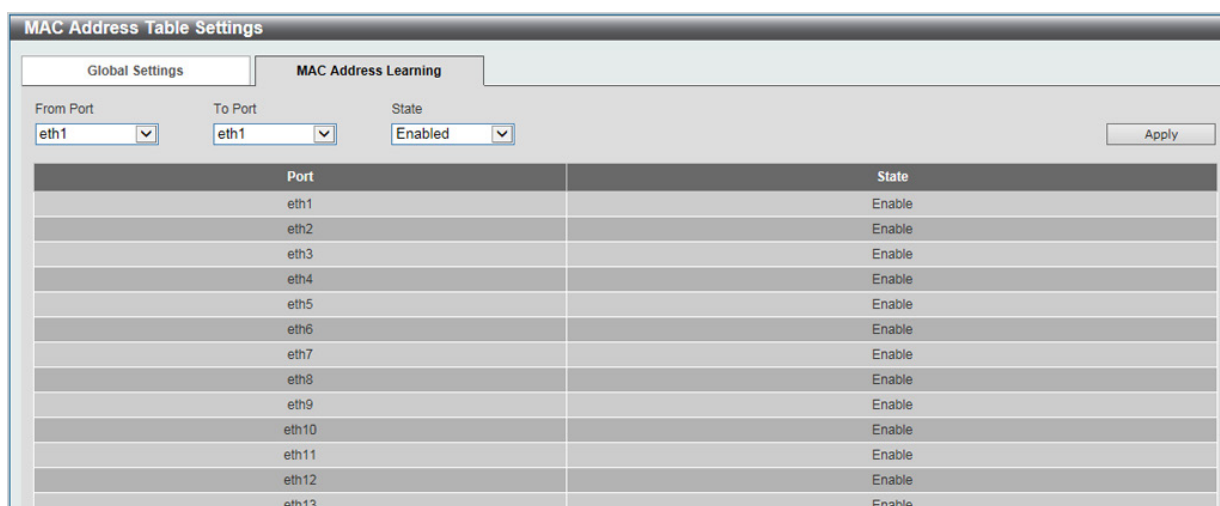 MAC Address Table Settings
Global Settings MAC Address Learning
From Port To Port State
eth1 eth1 Enabled Apply
Port State
eth1 Enable
eth2 Enable
eth3 Enable
eth4 Enable
eth5 Enable
eth6 Enable
eth7 Enable
eth8 Enable
eth9 Enable
eth10 Enable
eth11 Enable
eth12 Enable
eth13 Enable